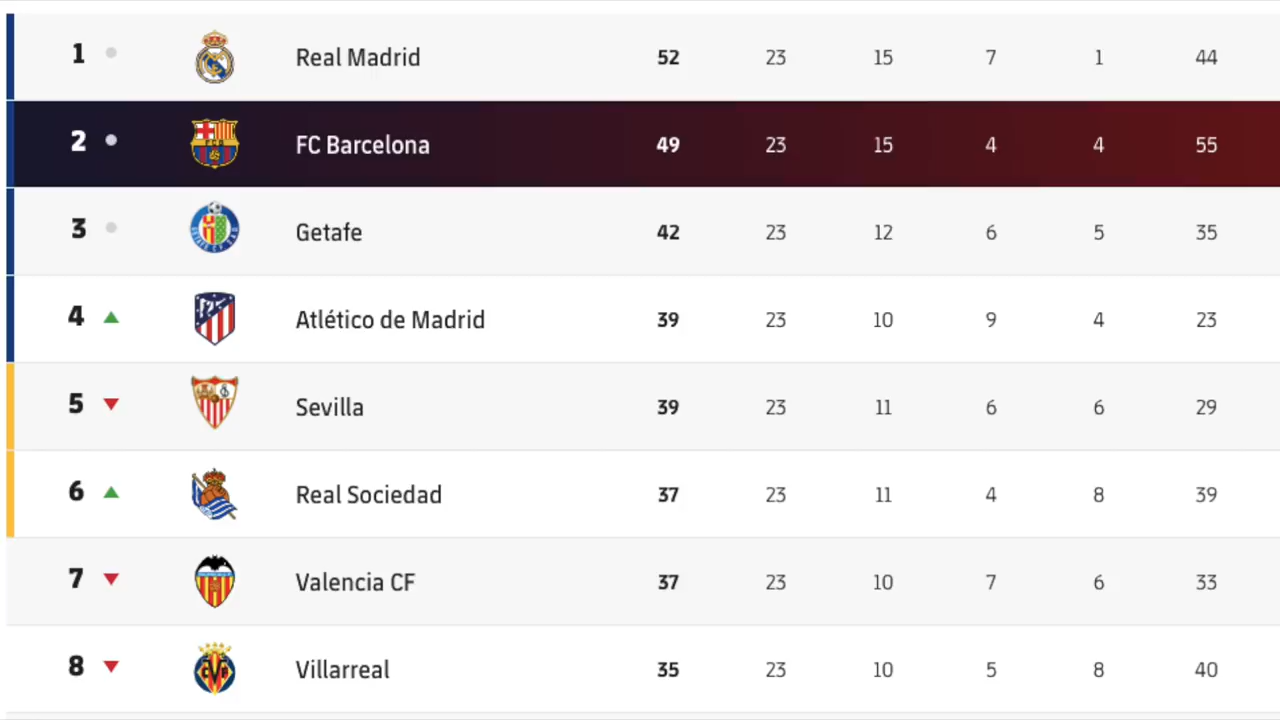 1 Real Madrid 52 23 15 7 1 44
2 FC Barcelona 49 23 15 4 4 55
3 Getafe 42 23 12 6 5 35
4 Atlético de Madrid 39 23 10 9 4 23
5 Sevilla 39 23 11 6 6 29
6 Real Sociedad 37 23 11 4 8 39
7 Valencia CF 37 23 10 7 6 33
8 Villarreal 35 23 10 5 8 40